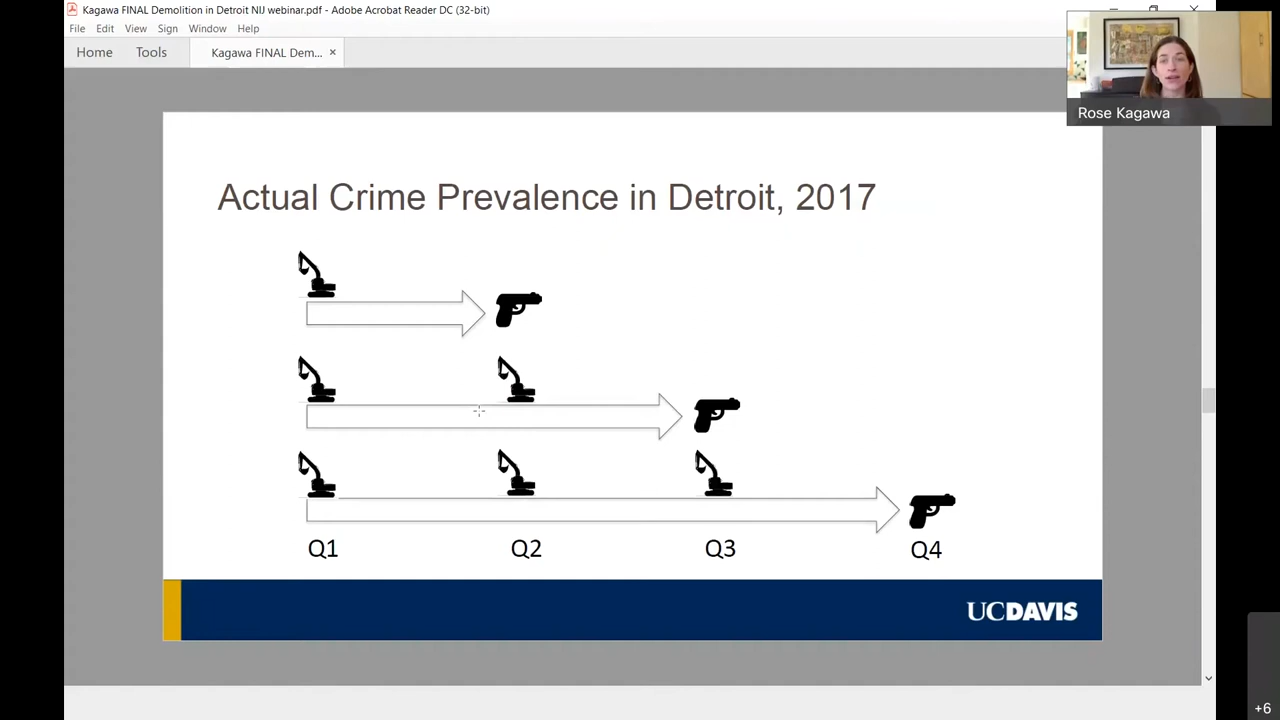 Kagawa FINAL Demolition in Detroit NIJ webinar.pdf - Adobe Acrobat Reader DC (32-bit)
File Edit View Sign Window Help
Home Tools Kagawa FINAL Dem... ×
Rose Kagawa
Actual Crime Prevalence in Detroit, 2017
Q1 Q2 Q3 Q4
UCDAVIS
+6